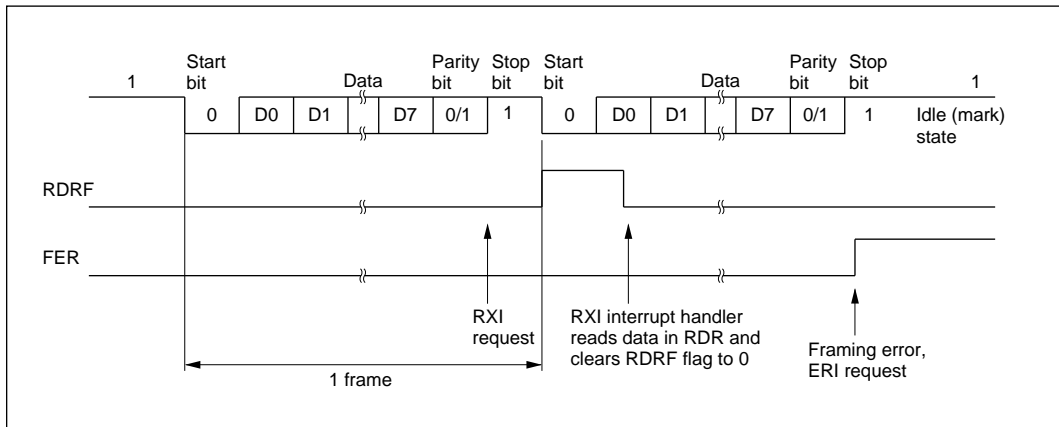 1
Start bit
Data
Parity bit
Stop bit
Start bit
Data
Parity bit
Stop bit
1
0 D0 D1 D7 0/1 1 0 D0 D1 D7 0/1 1
Idle (mark) state
RDRF
FER
RXI request
RXI interrupt handler
reads data in RDR and
clears RDRF flag to 0
Framing error,
ERI request
1 frame